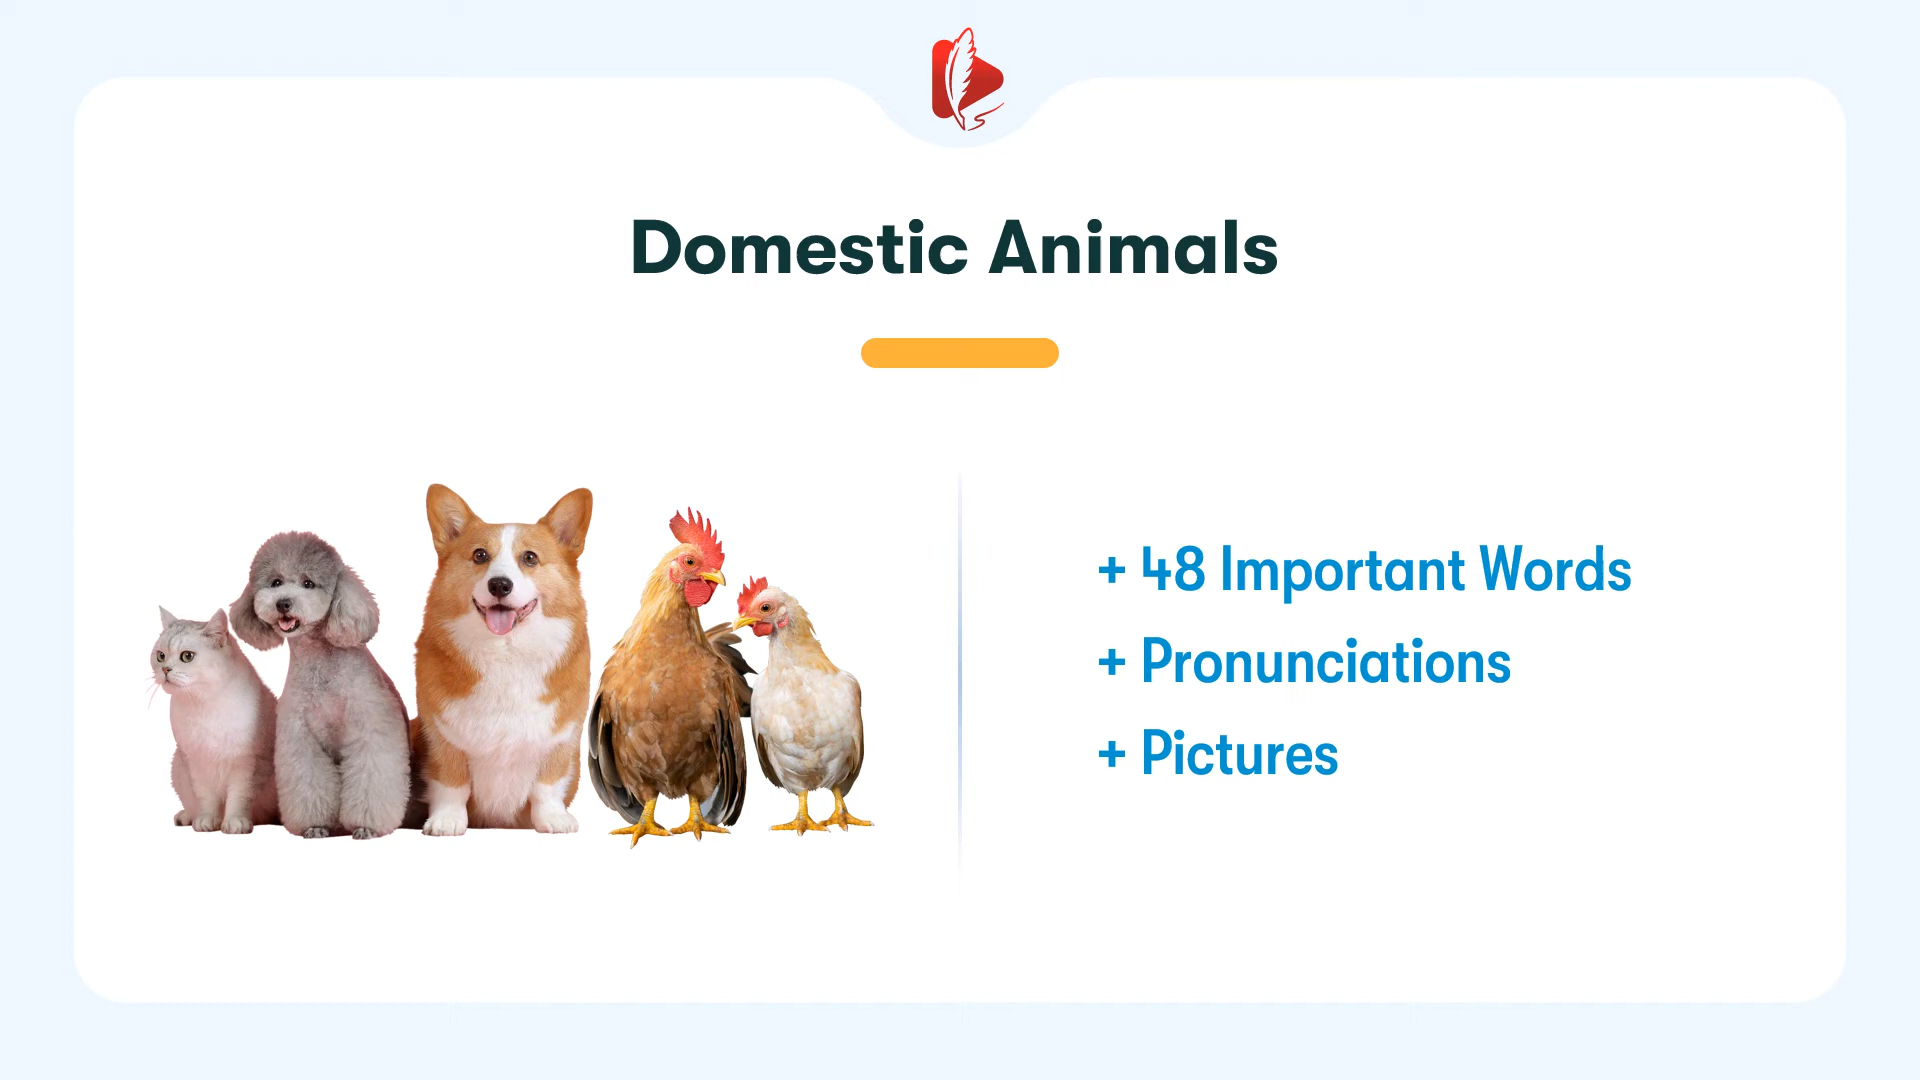 Domestic Animals
+ 48 Important Words
+ Pronunciations
+ Pictures